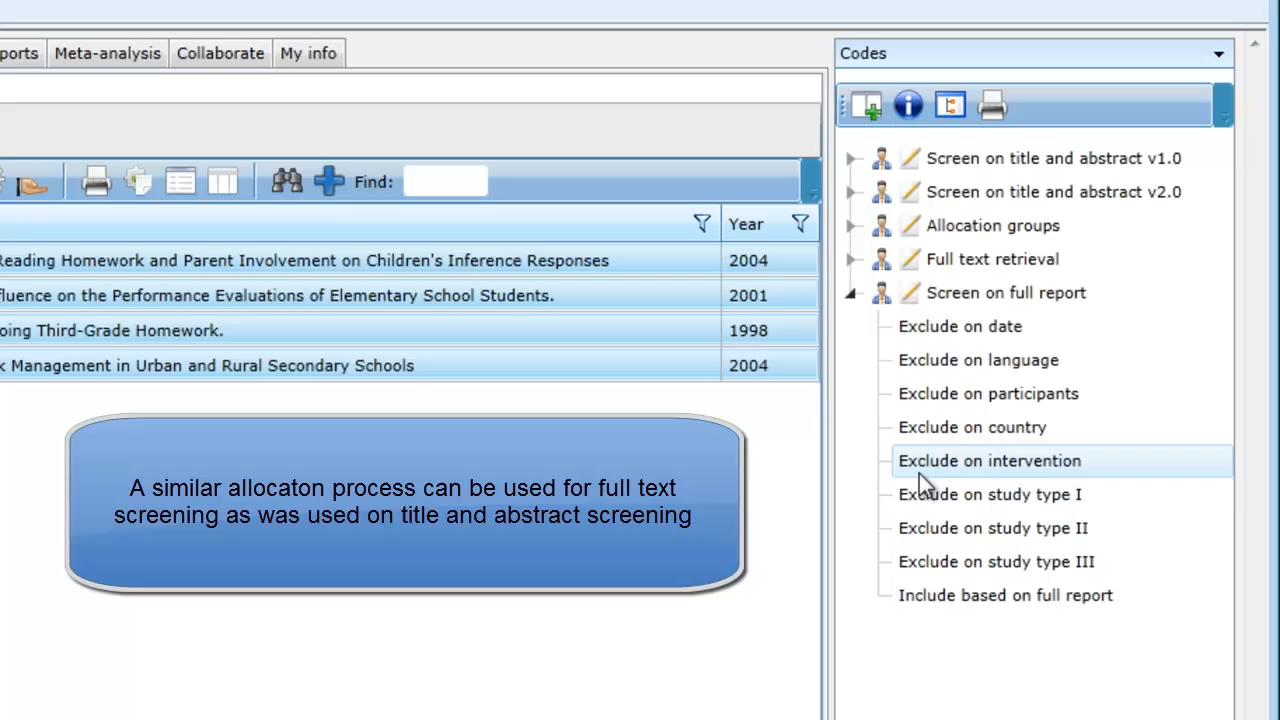 ports Meta-analysis Collaborate My info
Codes
Find:
Year
Reading Homework and Parent Involvement on Children's Inference Responses 2004
fluence on the Performance Evaluations of Elementary School Students. 2001
oing Third-Grade Homework. 1998
k Management in Urban and Rural Secondary Schools 2004
A similar allocaton process can be used for full text
screening as was used on title and abstract screening
Screen on title and abstract v1.0
Screen on title and abstract v2.0
Allocation groups
Full text retrieval
Screen on full report
Exclude on date
Exclude on language
Exclude on participants
Exclude on country
Exclude on intervention
Exclude on study type I
Exclude on study type II
Exclude on study type III
Include based on full report